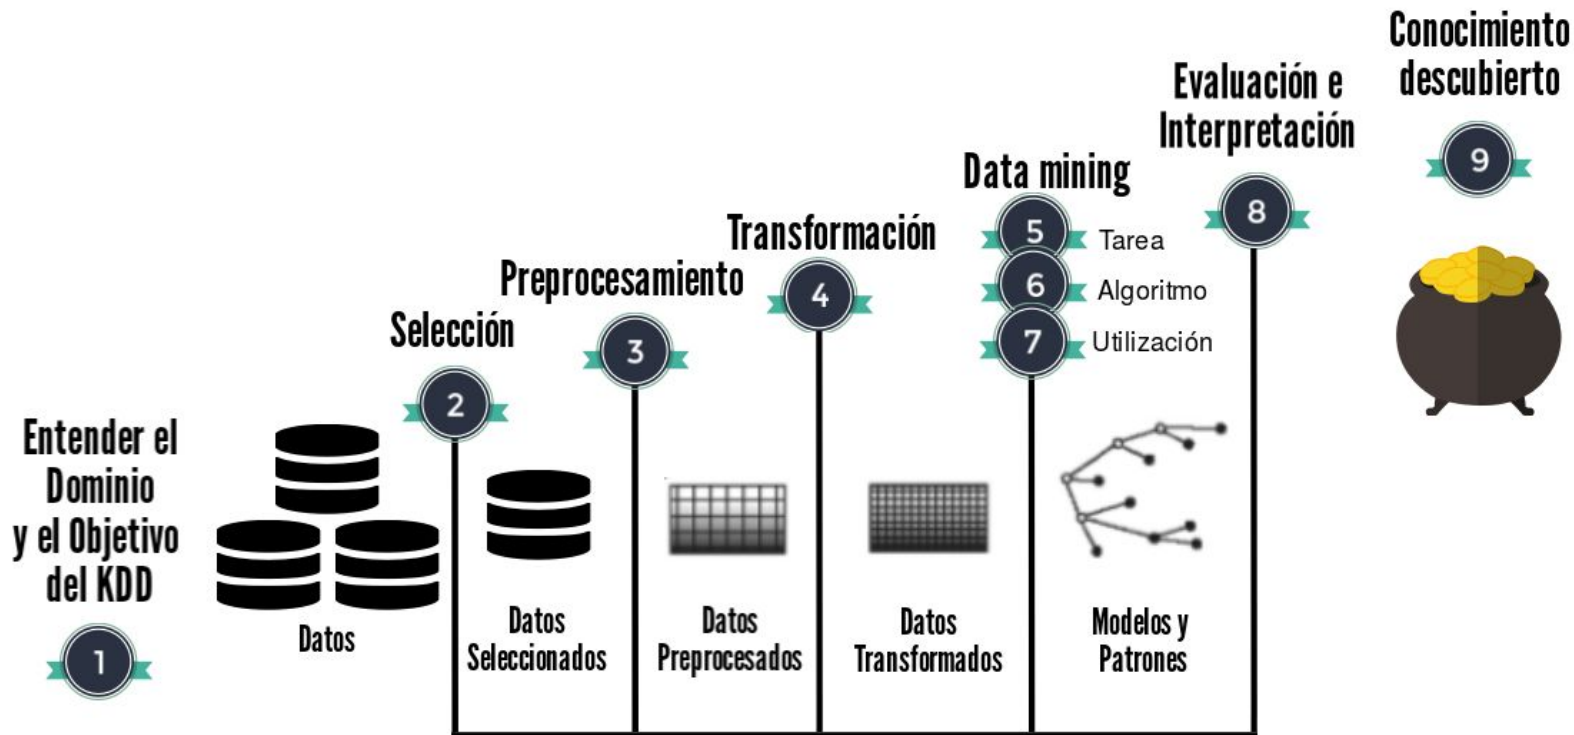 Entender el
Dominio
y el Objetivo
del KDD
1
Datos
Selección
2
Datos
Seleccionados
Preprocesamiento
3
Datos
Preprocesados
Transformación
4
Datos
Transformados
Data mining
5 Tarea
6 Algoritmo
7 Utilización
Modelos y
Patrones
Evaluación e
Interpretación
8
Conocimiento
descubierto
9